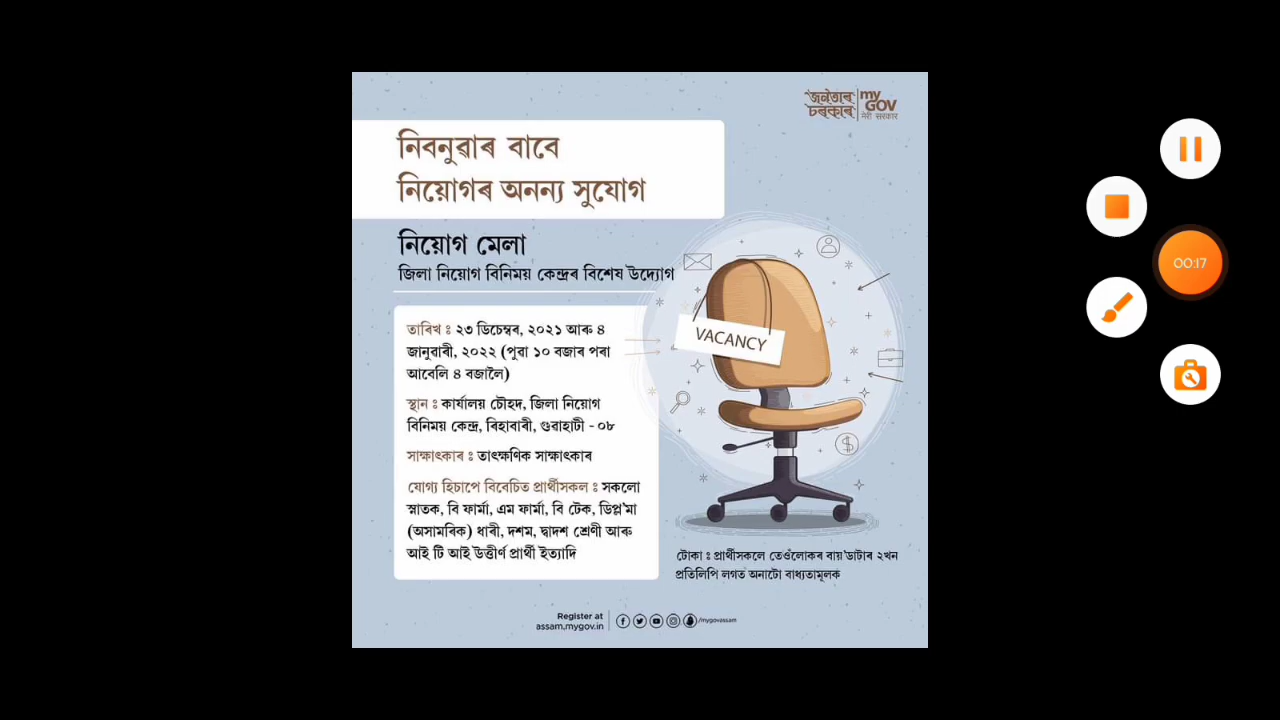 জনতাৰ চৰকাৰ
my GOV
मेरी सरकार
নিবনুৱাৰ বাবে
নিয়োগৰ অনন্য সুযোগ
নিয়োগ মেলা
জিলা নিয়োগ বিনিময় কেন্দ্ৰৰ বিশেষ উদ্যোগ
তাৰিখ : ২৩ ডিচেম্বৰ, ২০২১ আৰু ৪
জানুৱাৰী, ২০২২ (পুৱা ১০ বজাৰ পৰা
আবেলি ৪ বজালৈ)
স্থান : কাৰ্যালয় চৌহদ, জিলা নিয়োগ
বিনিময় কেন্দ্ৰ, ৰিহাবাৰী, গুৱাহাটী - ০৮
সাক্ষাৎকাৰ : তাৎক্ষণিক সাক্ষাৎকাৰ
যোগ্য হিচাপে বিবেচিত প্ৰাৰ্থীসকল : সকলো
স্নাতক, বি ফাৰ্মা, এম ফাৰ্মা, বি টেক, ডিপ্ল'মা
(অসামৰিক) ধাৰী, দশম, দ্বাদশ শ্ৰেণী আৰু
আই টি আই উত্তীৰ্ণ প্ৰাৰ্থী ইত্যাদি
VACANCY
টোকা : প্ৰাৰ্থীসকলে তেওঁলোকৰ বায়'ডাটাৰ ২খন
প্ৰতিলিপি লগত অনাটো বাধ্যতামূলক
Register at
assam.mygov.in
/mygovassam
00:17